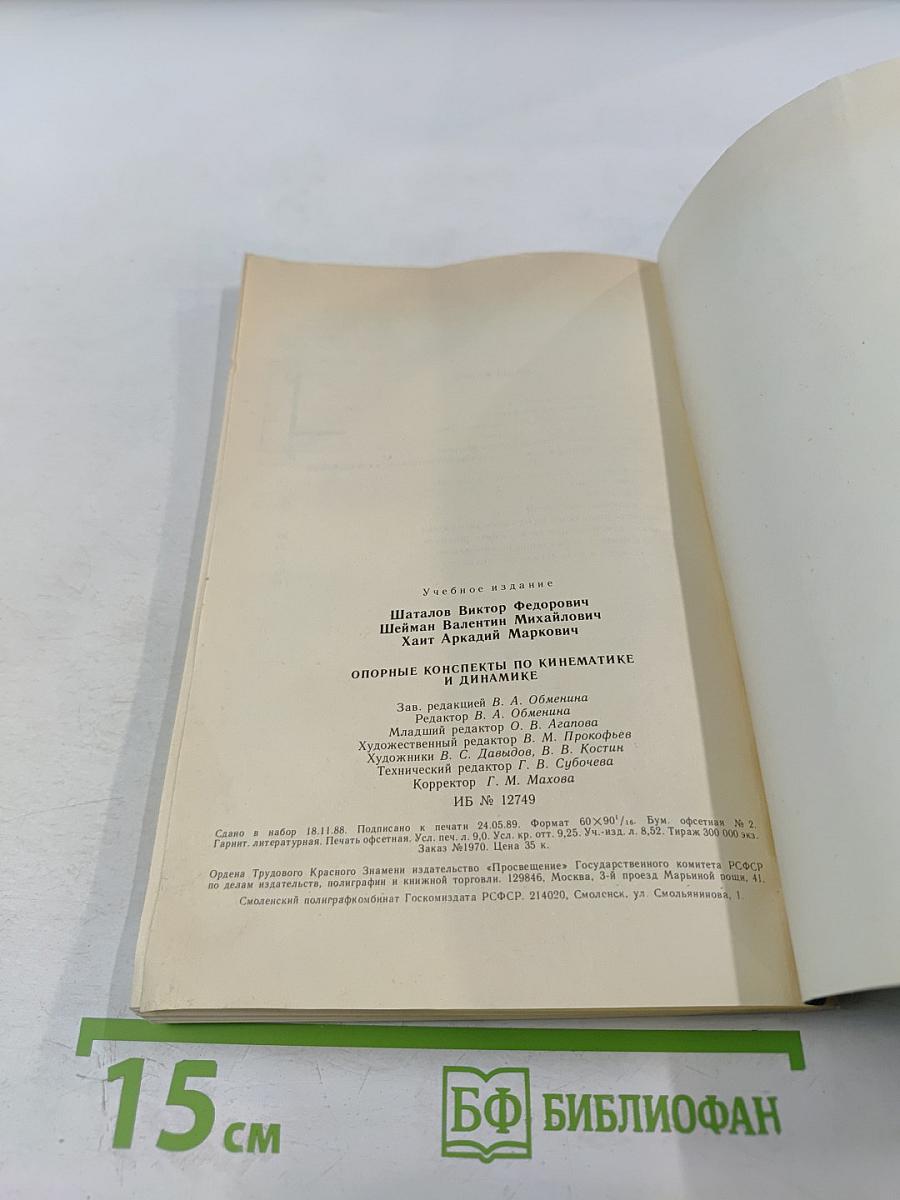 Учебное издание
Шаталов Виктор Федорович
Шейман Валентин Михайлович
Хаит Аркадий Маркович
ОПОРНЫЕ КОНСПЕКТЫ ПО КИНЕМАТИКЕ
И ДИНАМИКЕ
Зав. редакцией В. А. Обменина
Редактор В. А. Обменина
Младший редактор О. В. Агапова
Художественный редактор В. М. Прокофьев
Художники В. С. Давыдов, В. В. Костин
Технический редактор Г. В. Субочева
Корректор Г. М. Махова
ИБ № 12749
Сдано в набор 18.11.88. Подписано к печати 24.05.89. Формат 60×90¹/₁₆. Бум. офсетная № 2.
Гарнит. литературная. Печать офсетная. Усл. печ. л. 9,0. Усл. кр. отт. 9,25. Уч.-изд. л. 8,52. Тираж 300 000 экз.
Заказ №1970. Цена 35 к.
Ордена Трудового Красного Знамени издательство «Просвещение» Государственного комитета РСФСР
по делам издательств, полиграфии и книжной торговли. 129846, Москва, 3-й проезд Марьиной рощи, 41.
Смоленский полиграфкомбинат Госкомиздата РСФСР. 214020, Смоленск, ул. Смольянинова, 1.
15 см
БФ БИБЛИОФАН